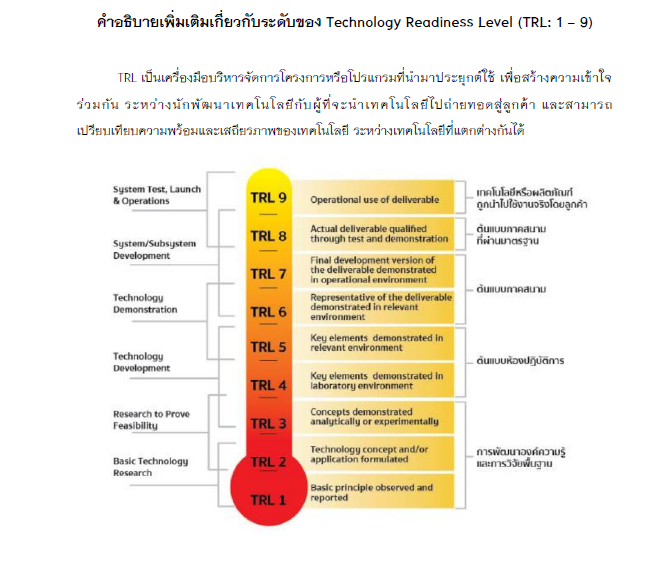 คำอธิบายเพิ่มเติมเกี่ยวกับระดับของ Technology Readiness Level (TRL: 1 – 9)
TRL เป็นเครื่องมือบริหารจัดการโครงการหรือโปรแกรมที่นำมาประยุกต์ใช้ เพื่อสร้างความเข้าใจ
ร่วมกัน ระหว่างนักพัฒนาเทคโนโลยีกับผู้ที่จะนำเทคโนโลยีไปถ่ายทอดสู่ลูกค้า และสามารถ
เปรียบเทียบความพร้อมและเสถียรภาพของเทคโนโลยี ระหว่างเทคโนโลยีที่แตกต่างกันได้
System Test, Launch
& Operations
TRL 9
Operational use of deliverable
เทคโนโลยีหรือผลิตภัณฑ์
ถูกนำไปใช้งานจริงโดยลูกค้า
TRL 8
Actual deliverable qualified
through test and demonstration
ต้นแบบภาคสนาม
ที่ผ่านมาตรฐาน
System/Subsystem
Development
TRL 7
Final development version of
the deliverable demonstrated
in operational environment
ต้นแบบภาคสนาม
Technology
Demonstration
TRL 6
Representative of the deliverable
demonstrated in relevant
environment
TRL 5
Key elements demonstrated in
relevant environment
ต้นแบบห้องปฏิบัติการ
Technology
Development
TRL 4
Key elements demonstrated in
laboratory environment
Research to Prove
Feasibility
TRL 3
Concepts demonstrated
analytically or experimentally
TRL 2
Technology concept and/or
application formulated
การพัฒนาองค์ความรู้
และการวิจัยพื้นฐาน
Basic Technology
Research
TRL 1
Basic principle observed and
reported